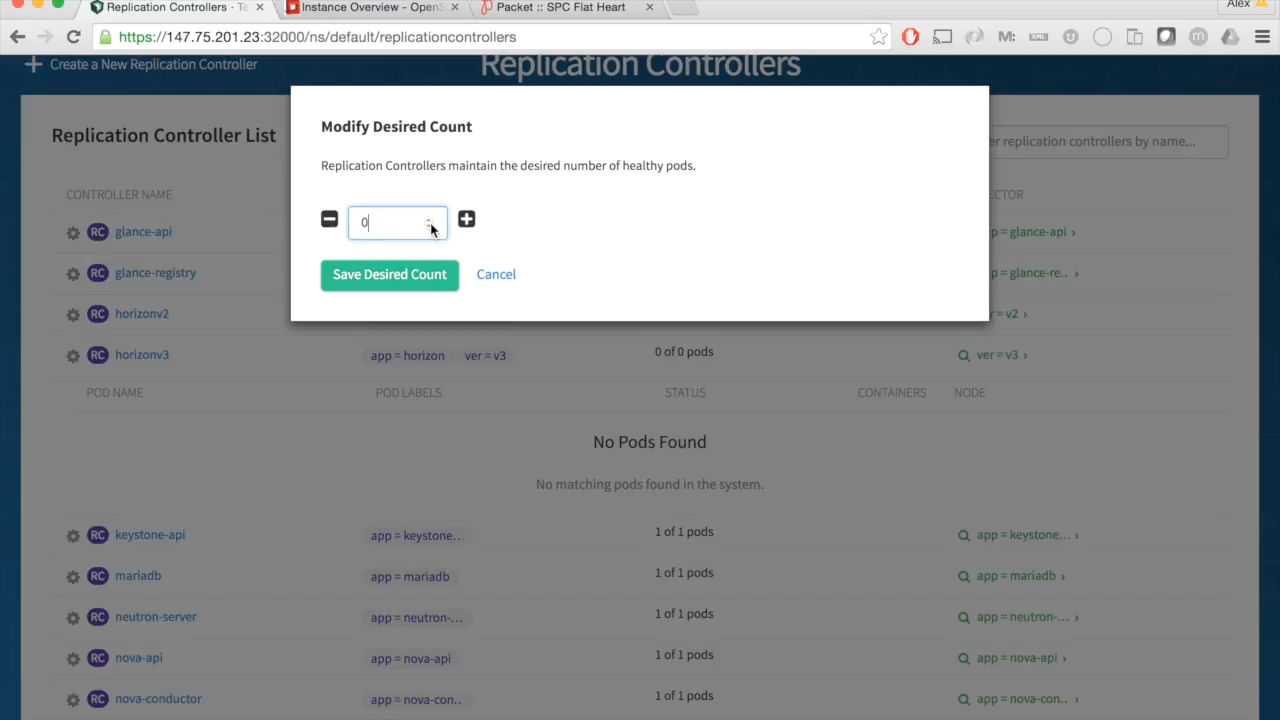 Replication Controllers · Te
Instance Overview - OpenS
Packet :: SPC Flat Heart
Alex
https://147.75.201.23:32000/ns/default/replicationcontrollers
Create a New Replication Controller
Replication Controllers
Modify Desired Count
Replication Controllers maintain the desired number of healthy pods.
0
Save Desired Count
Cancel
Replication Controller List
er replication controllers by name...
CONTROLLER NAME
ECTOR
RC glance-api
p = glance-api ›
RC glance-registry
p = glance-re.. ›
RC horizonv2
r = v2 ›
RC horizonv3 app = horizon ver = v3 0 of 0 pods ver = v3 ›
POD NAME POD LABELS STATUS CONTAINERS NODE
No Pods Found
No matching pods found in the system.
RC keystone-api app = keystone... 1 of 1 pods app = keystone... ›
RC mariadb app = mariadb 1 of 1 pods app = mariadb ›
RC neutron-server app = neutron-... 1 of 1 pods app = neutron-... ›
RC nova-api app = nova-api 1 of 1 pods app = nova-api ›
RC nova-conductor app = nova-con.. 1 of 1 pods app = nova-con.. ›